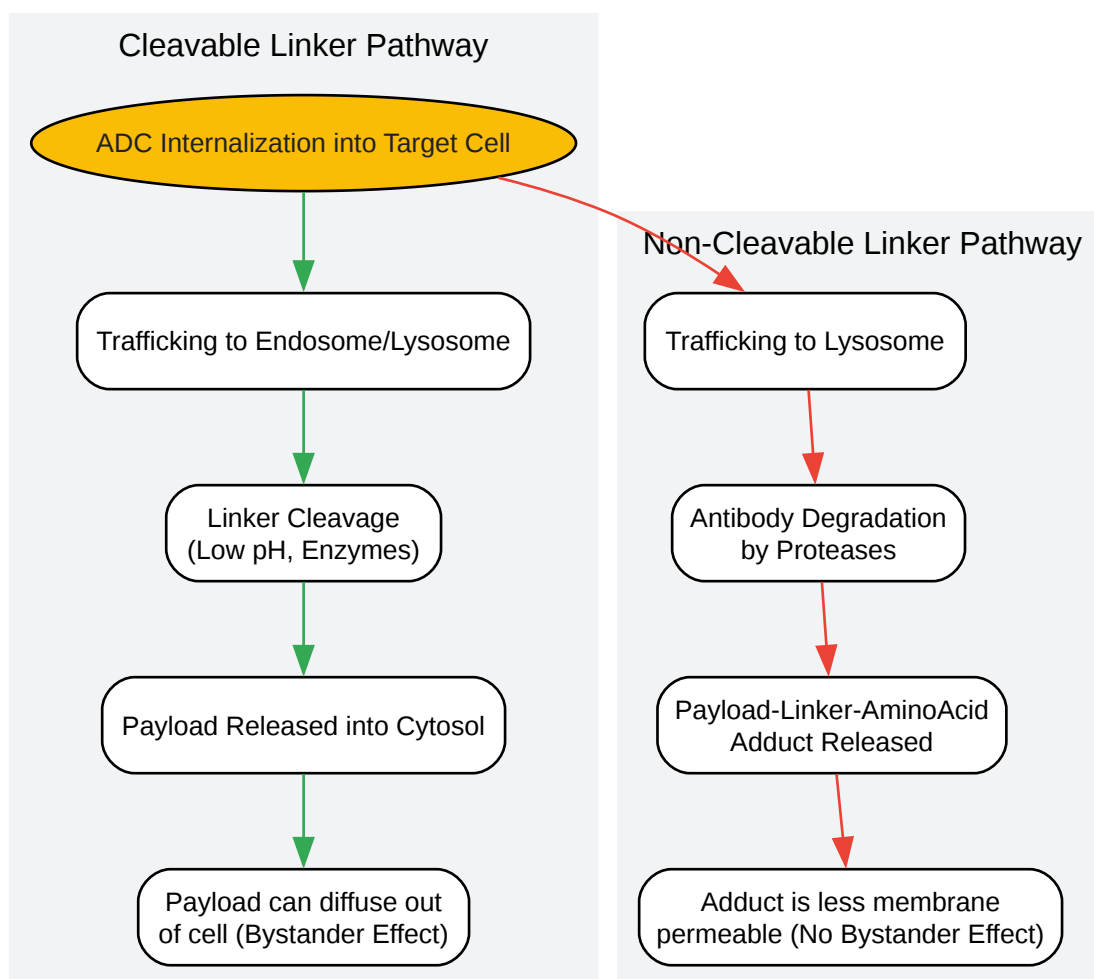 Cleavable Linker Pathway
ADC Internalization into Target Cell
Trafficking to Endosome/Lysosome
Linker Cleavage
(Low pH, Enzymes)
Payload Released into Cytosol
Payload can diffuse out
of cell (Bystander Effect)
Non-Cleavable Linker Pathway
Trafficking to Lysosome
Antibody Degradation
by Proteases
Payload-Linker-AminoAcid
Adduct Released
Adduct is less membrane
permeable (No Bystander Effect)